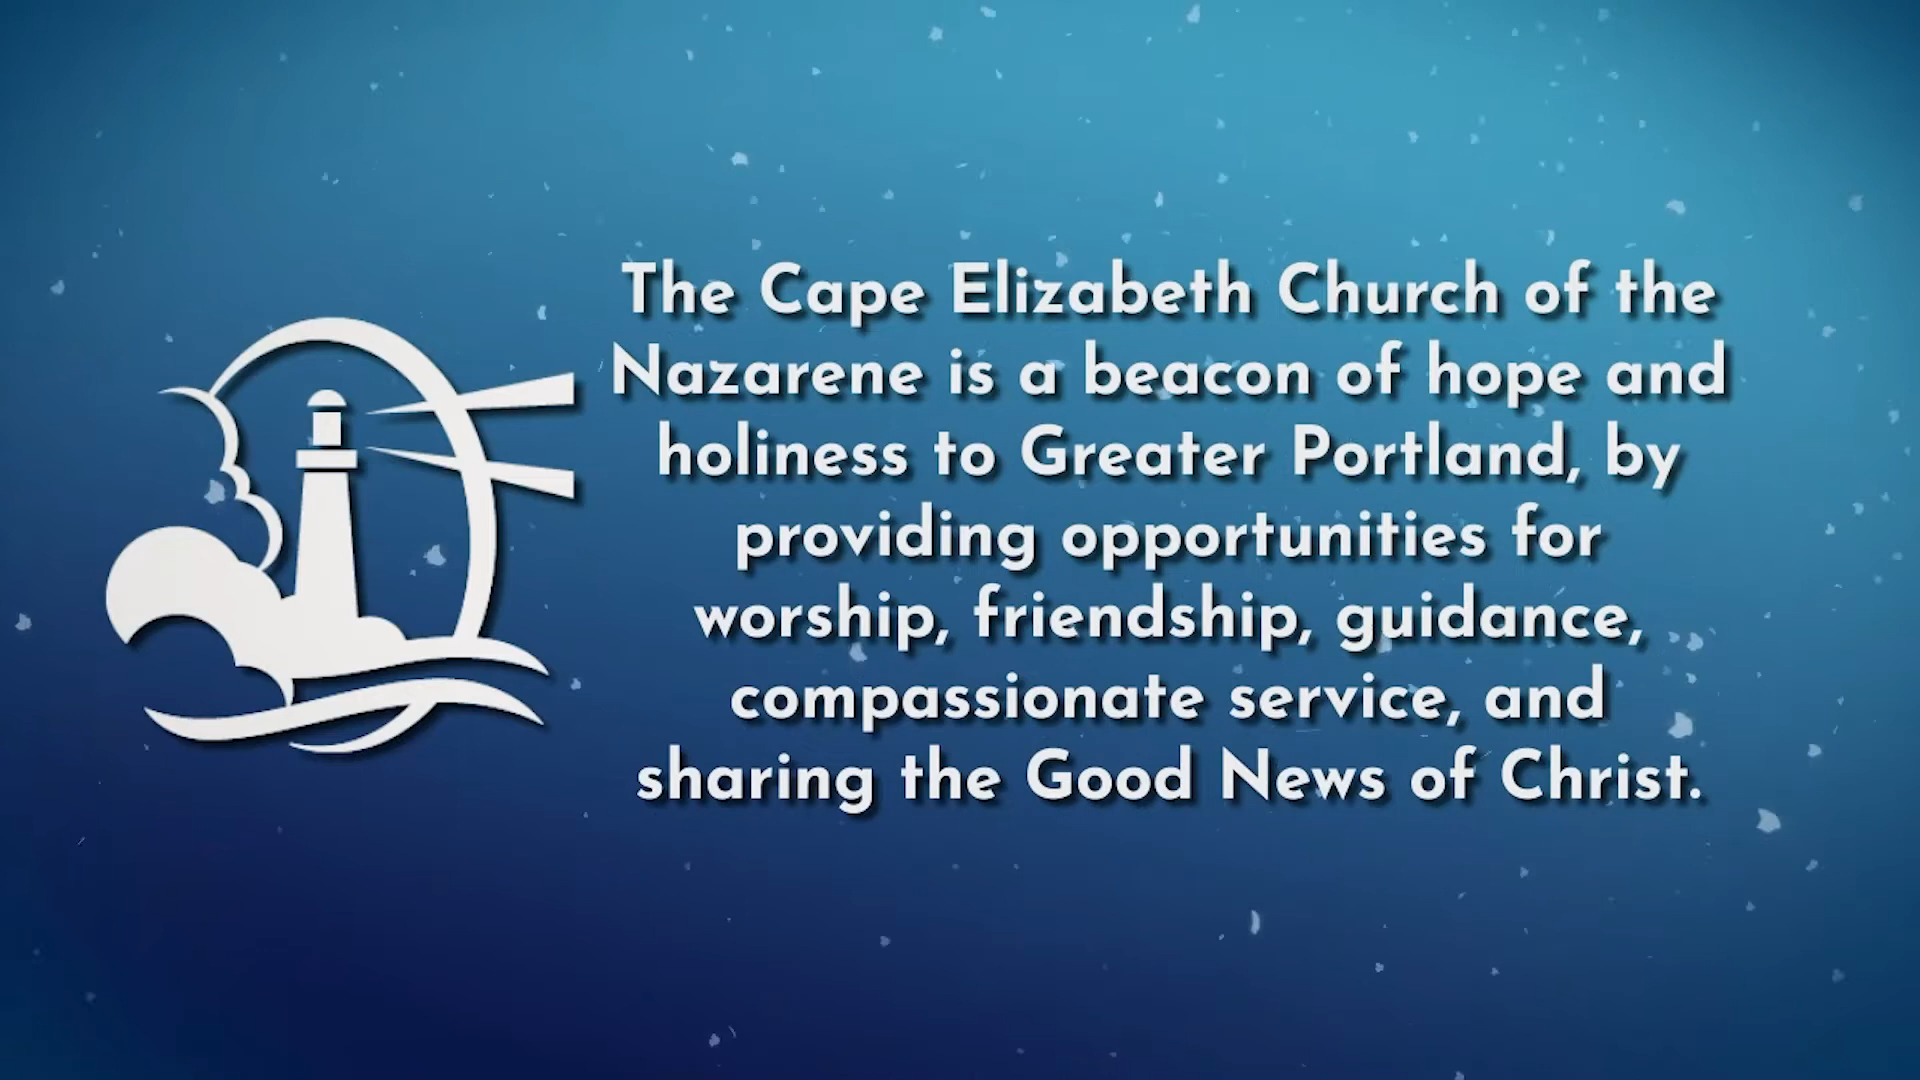 The Cape Elizabeth Church of the
Nazarene is a beacon of hope and
holiness to Greater Portland, by
providing opportunities for
worship, friendship, guidance,
compassionate service, and
sharing the Good News of Christ.